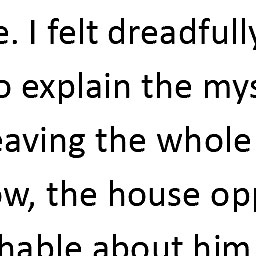 e. I felt dreadfully
o explain the mys
eaving the whole
ow, the house opp
hable about him